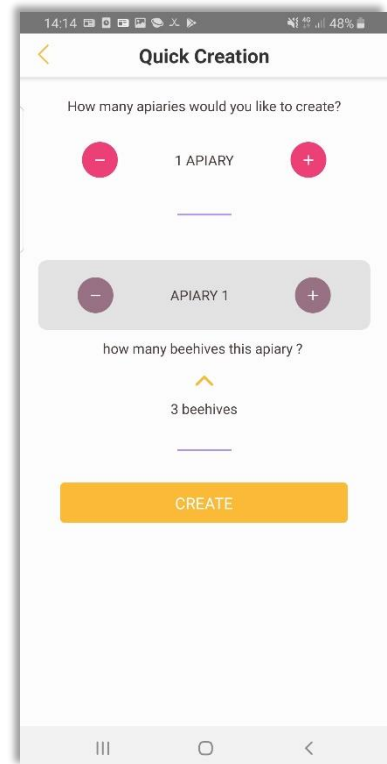 14:14 48%
Quick Creation
How many apiaries would you like to create?
− 1 APIARY +
− APIARY 1 +
how many beehives this apiary ?
3 beehives
CREATE